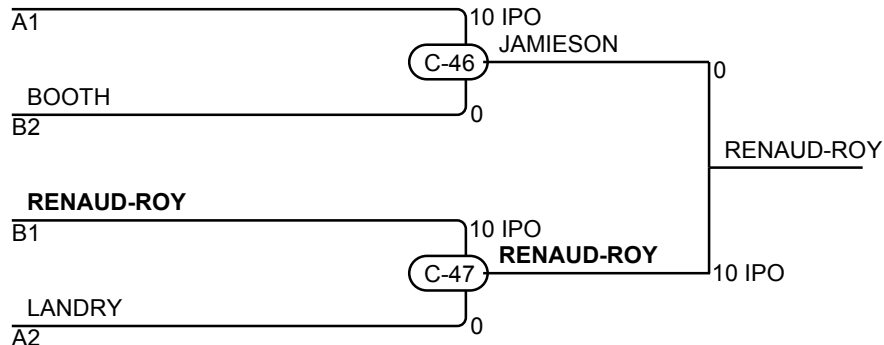 A1
10 IPO
JAMIESON
C-46
0
BOOTH
B2
0
RENAUD-ROY
RENAUD-ROY
B1
10 IPO
RENAUD-ROY
C-47
10 IPO
LANDRY
A2
0